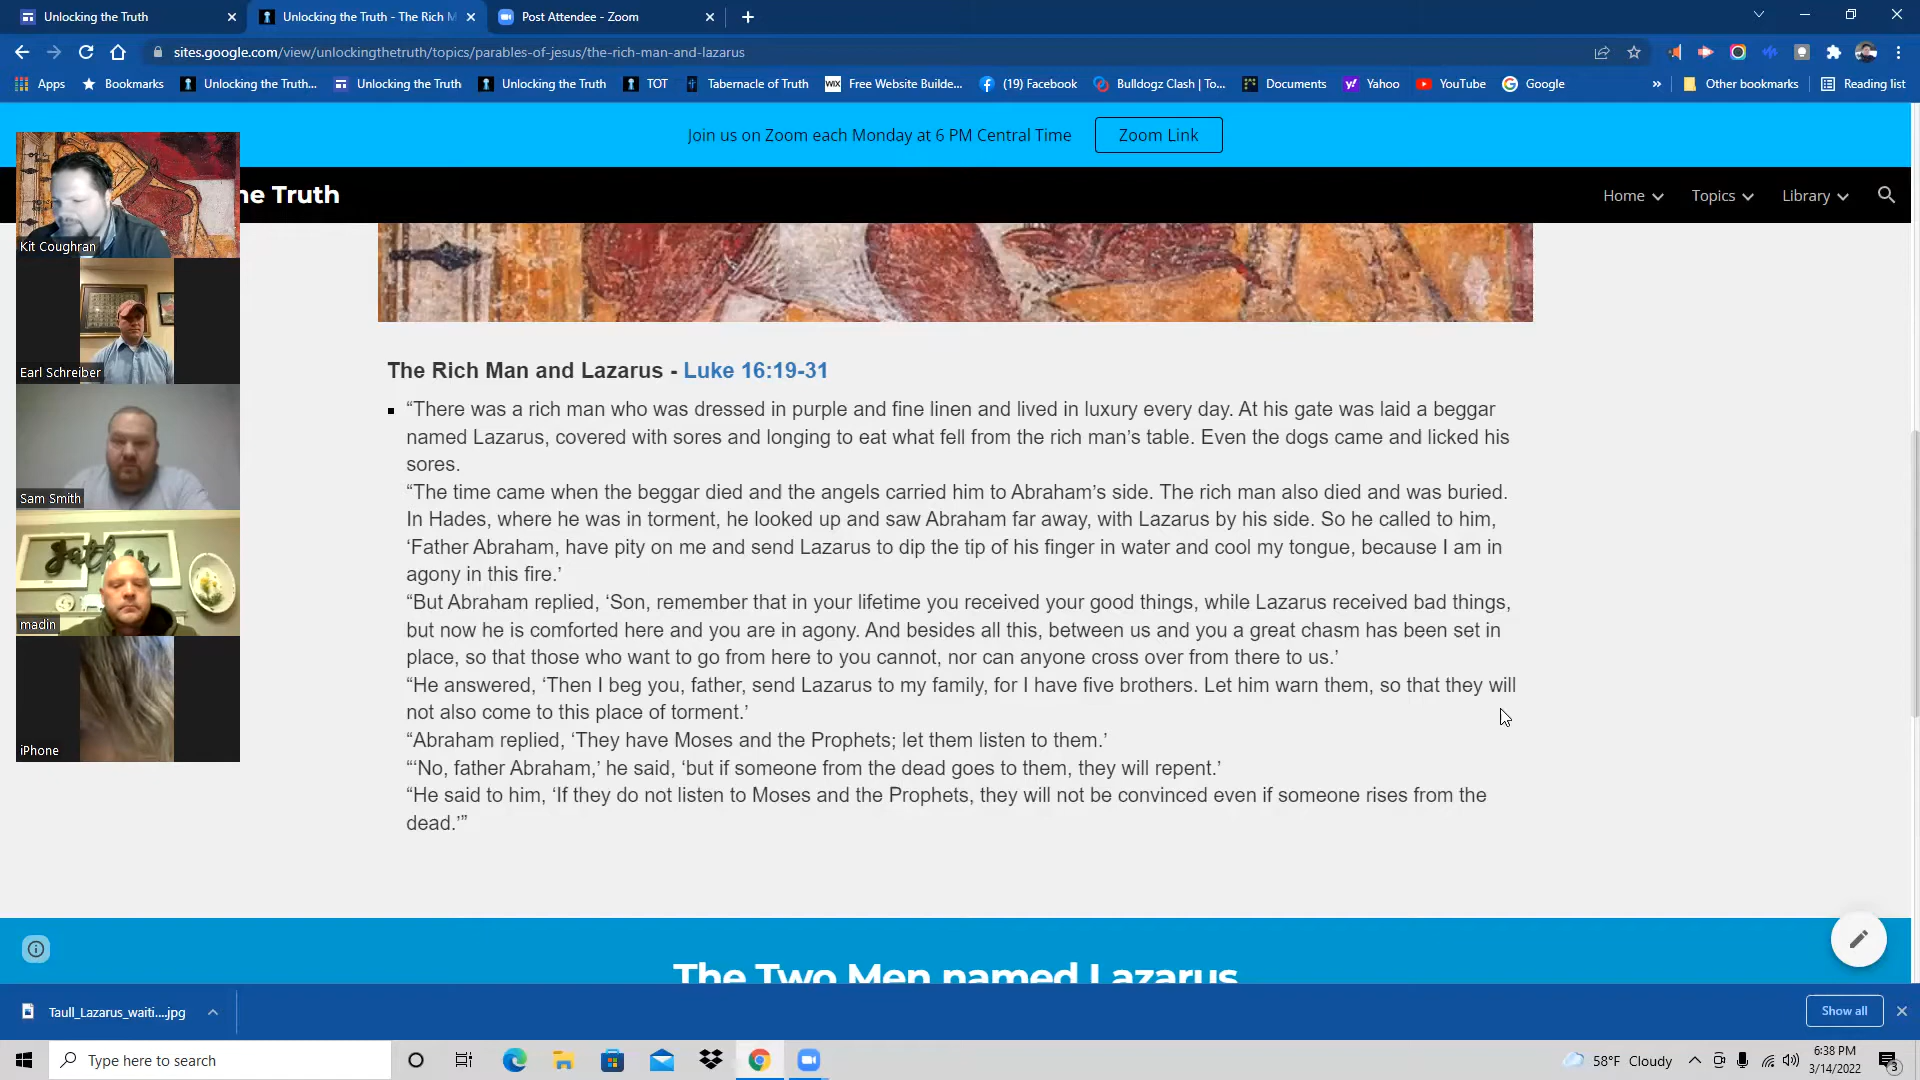 Unlocking the Truth
Unlocking the Truth - The Rich M
Post Attendee - Zoom
sites.google.com/view/unlockingthetruth/topics/parables-of-jesus/the-rich-man-and-lazarus
Apps
Bookmarks
Unlocking the Truth...
Unlocking the Truth
Unlocking the Truth
TOT
Tabernacle of Truth
WiX
Free Website Builde...
(19) Facebook
Bulldogz Clash | To...
Documents
Yahoo
YouTube
Google
»
Other bookmarks
Reading list
Join us on Zoom each Monday at 6 PM Central Time
Zoom Link
he Truth
Home
Topics
Library
Kit Coughran
Earl Schreiber
Sam Smith
gather
madin
iPhone
The Rich Man and Lazarus - Luke 16:19-31
“There was a rich man who was dressed in purple and fine linen and lived in luxury every day. At his gate was laid a beggar
named Lazarus, covered with sores and longing to eat what fell from the rich man’s table. Even the dogs came and licked his
sores.
“The time came when the beggar died and the angels carried him to Abraham’s side. The rich man also died and was buried.
In Hades, where he was in torment, he looked up and saw Abraham far away, with Lazarus by his side. So he called to him,
‘Father Abraham, have pity on me and send Lazarus to dip the tip of his finger in water and cool my tongue, because I am in
agony in this fire.’
“But Abraham replied, ‘Son, remember that in your lifetime you received your good things, while Lazarus received bad things,
but now he is comforted here and you are in agony. And besides all this, between us and you a great chasm has been set in
place, so that those who want to go from here to you cannot, nor can anyone cross over from there to us.’
“He answered, ‘Then I beg you, father, send Lazarus to my family, for I have five brothers. Let him warn them, so that they will
not also come to this place of torment.’
“Abraham replied, ‘They have Moses and the Prophets; let them listen to them.’
“‘No, father Abraham,’ he said, ‘but if someone from the dead goes to them, they will repent.’
“He said to him, ‘If they do not listen to Moses and the Prophets, they will not be convinced even if someone rises from the
dead.’”
The Two Men named Lazarus
Taull_Lazarus_waiti....jpg
Show all
Type here to search
58°F Cloudy
6:38 PM
3/14/2022
3